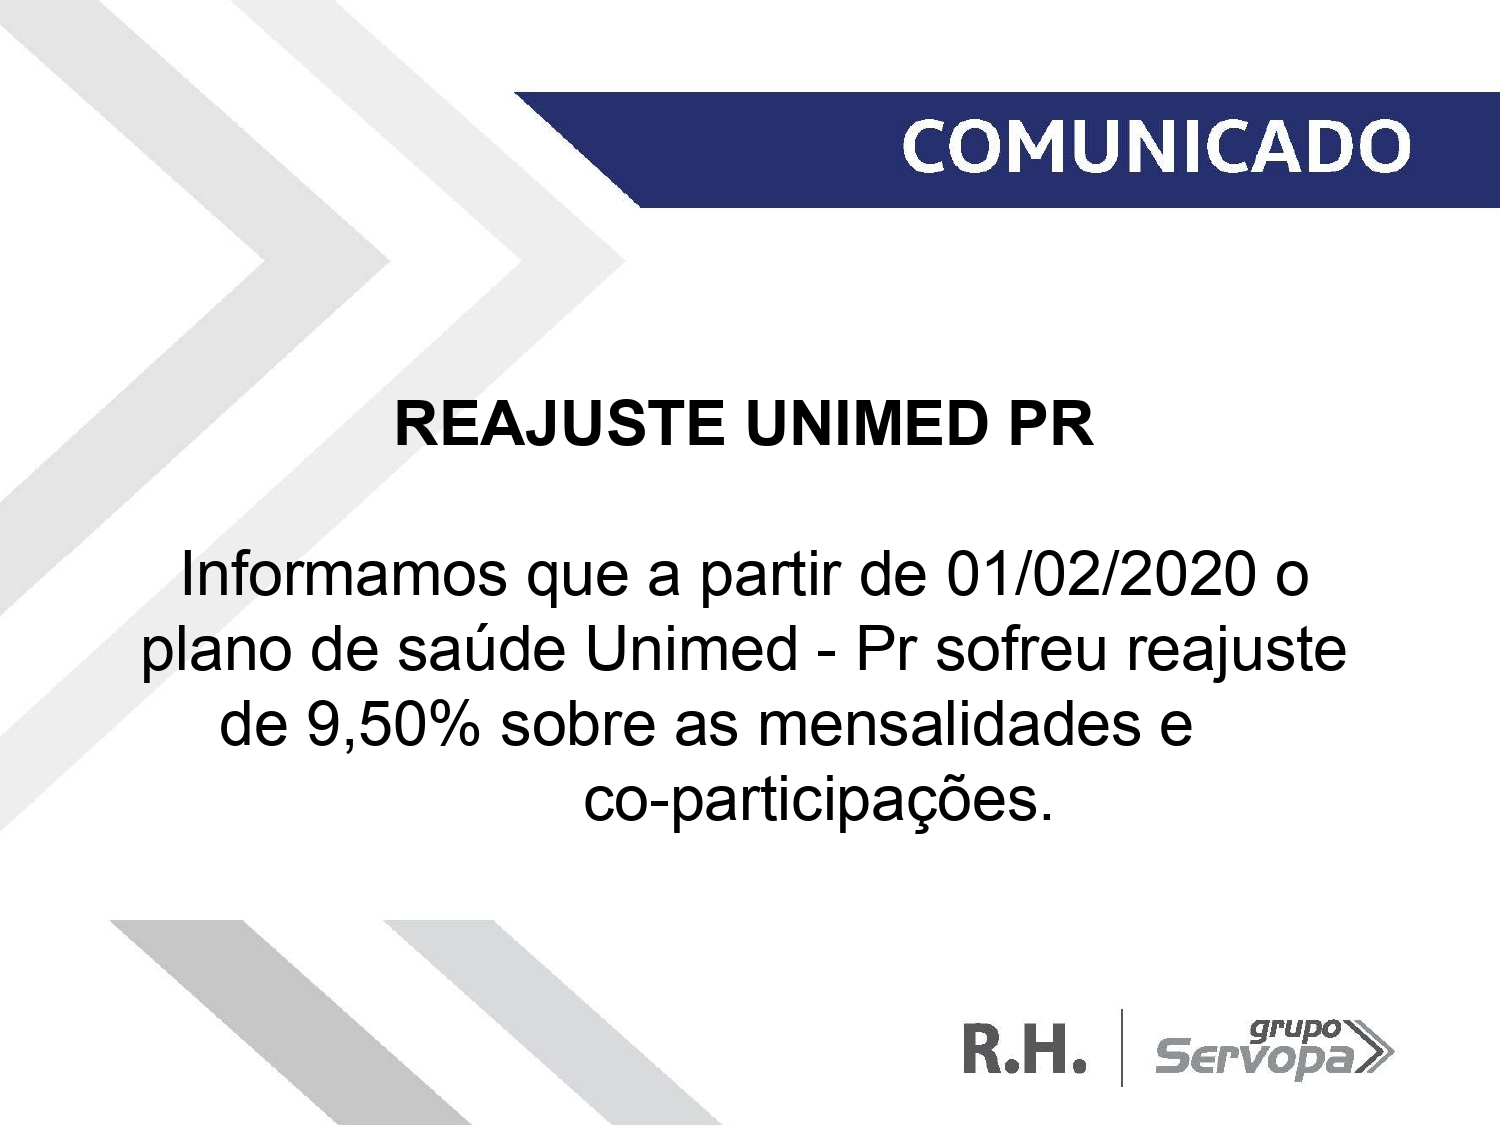 COMUNICADO
REAJUSTE UNIMED PR
Informamos que a partir de 01/02/2020 o
plano de saúde Unimed - Pr sofreu reajuste
de 9,50% sobre as mensalidades e
co-participações.
R.H.
grupo
Servopa